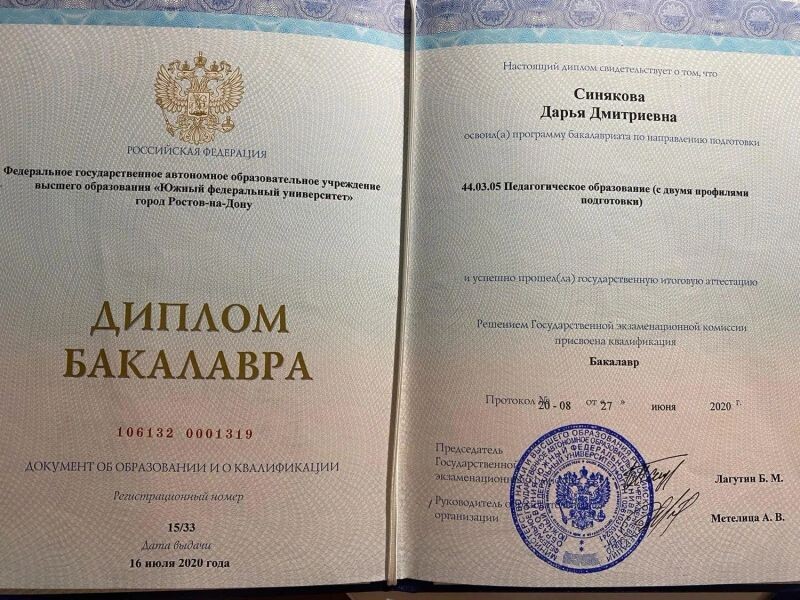 РОССИЙСКАЯ ФЕДЕРАЦИЯ
Федеральное государственное автономное образовательное учреждение
высшего образования «Южный федеральный университет»
город Ростов-на-Дону
ДИПЛОМ
БАКАЛАВРА
106132 0001319
ДОКУМЕНТ ОБ ОБРАЗОВАНИИ И О КВАЛИФИКАЦИИ
Регистрационный номер
15/33
Дата выдачи
16 июля 2020 года
Настоящий диплом свидетельствует о том, что
Синякова
Дарья Дмитриевна
освоил(а) программу бакалавриата по направлению подготовки
44.03.05 Педагогическое образование (с двумя профилями
подготовки)
и успешно прошел(ла) государственную итоговую аттестацию
Решением Государственной экзаменационной комиссии
присвоена квалификация
Бакалавр
Протокол № 20-08 от « 27 » июня 2020 г.
Председатель
Государственной
экзаменационной
Лагутин Б. М.
Руководитель
организации
Метелица А. В.